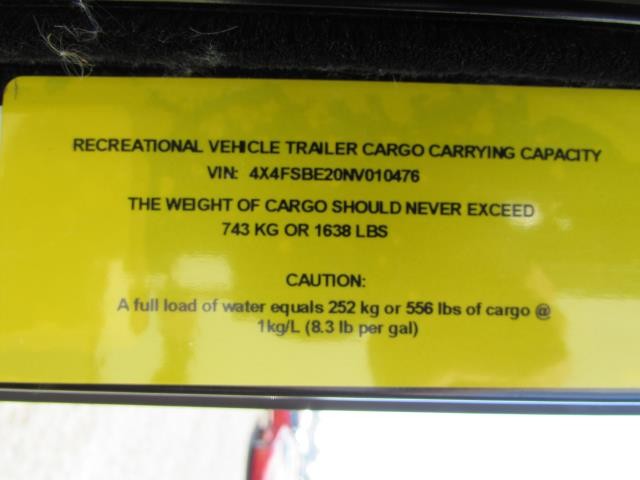 RECREATIONAL VEHICLE TRAILER CARGO CARRYING CAPACITY
VIN: 4X4FSBE20NV010476
THE WEIGHT OF CARGO SHOULD NEVER EXCEED
743 KG OR 1638 LBS
CAUTION:
A full load of water equals 252 kg or 556 lbs of cargo @
1kg/L (8.3 lb per gal)